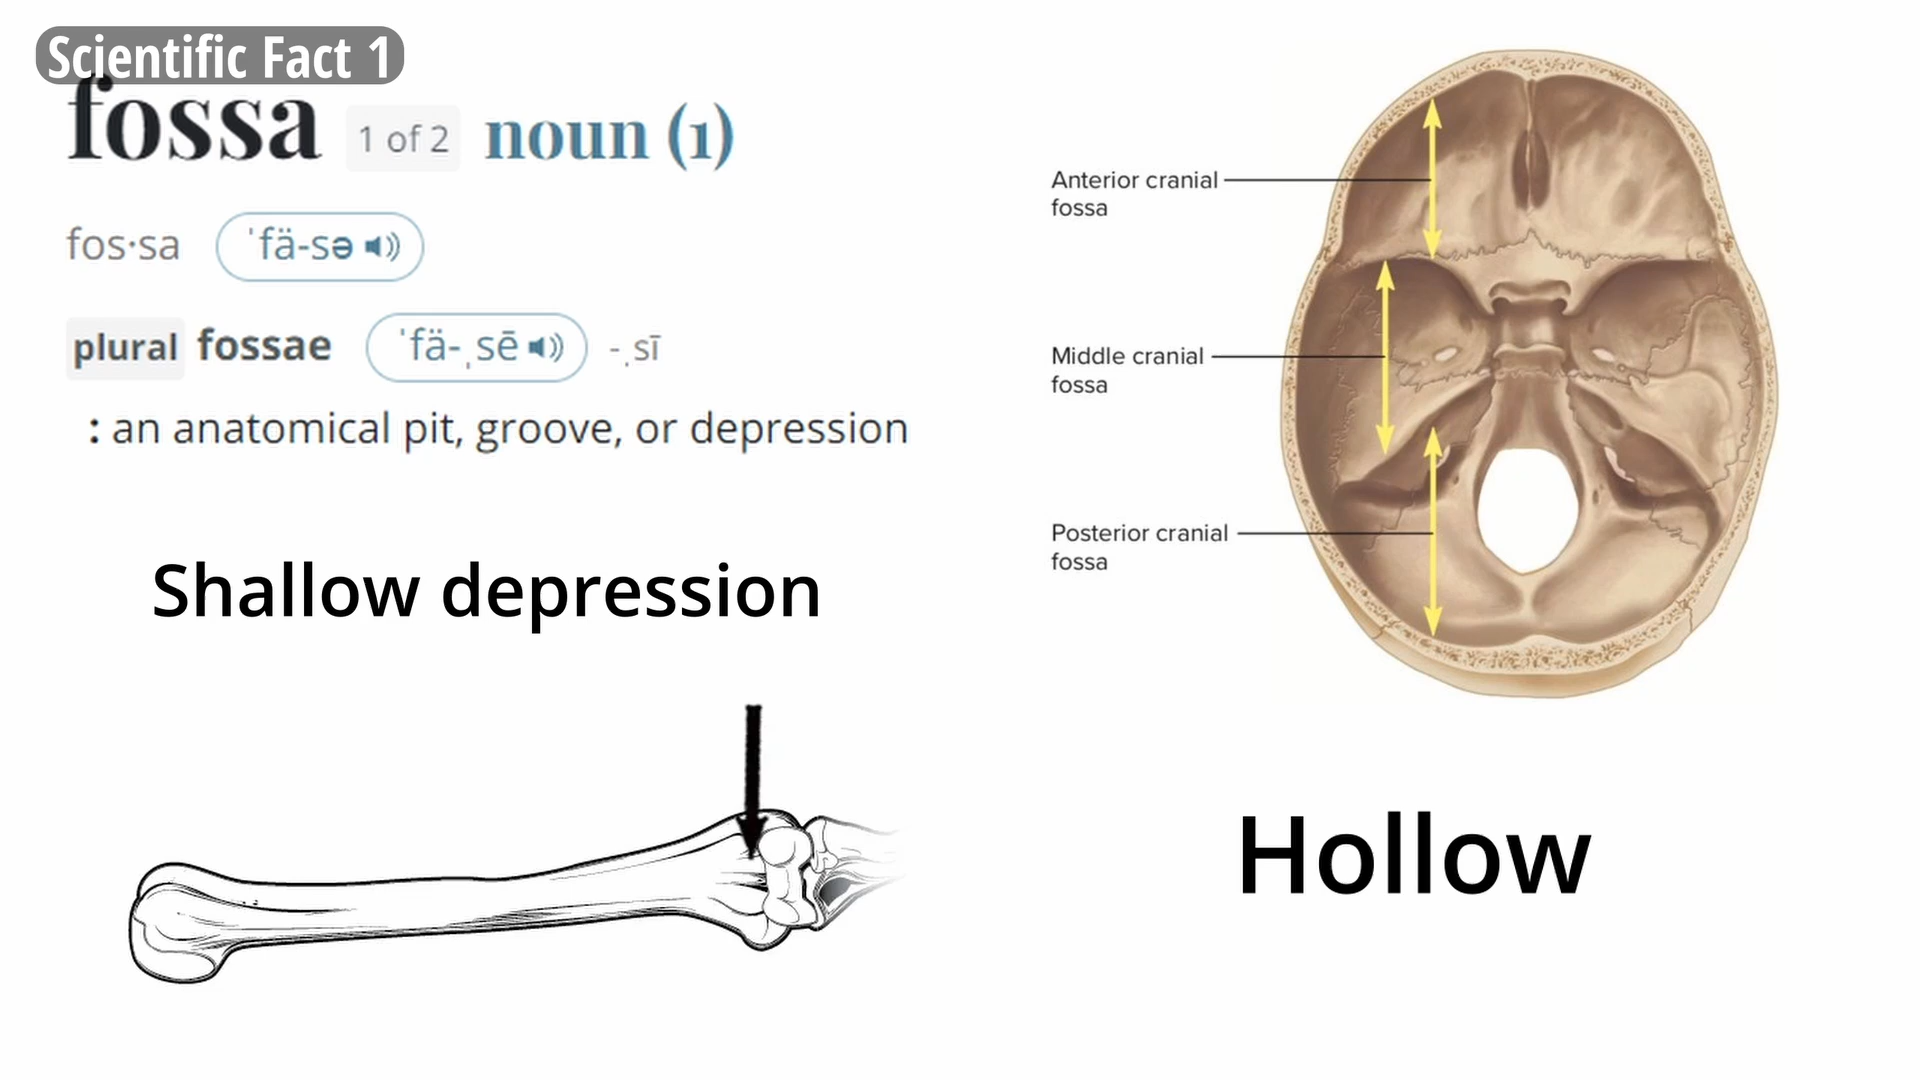 Scientific Fact 1
fossa 1 of 2 noun (1)
fos·sa ˈfä-sə
plural fossae ˈfä-ˌsē -ˌsī
: an anatomical pit, groove, or depression
Shallow depression
Anterior cranial
fossa
Middle cranial
fossa
Posterior cranial
fossa
Hollow